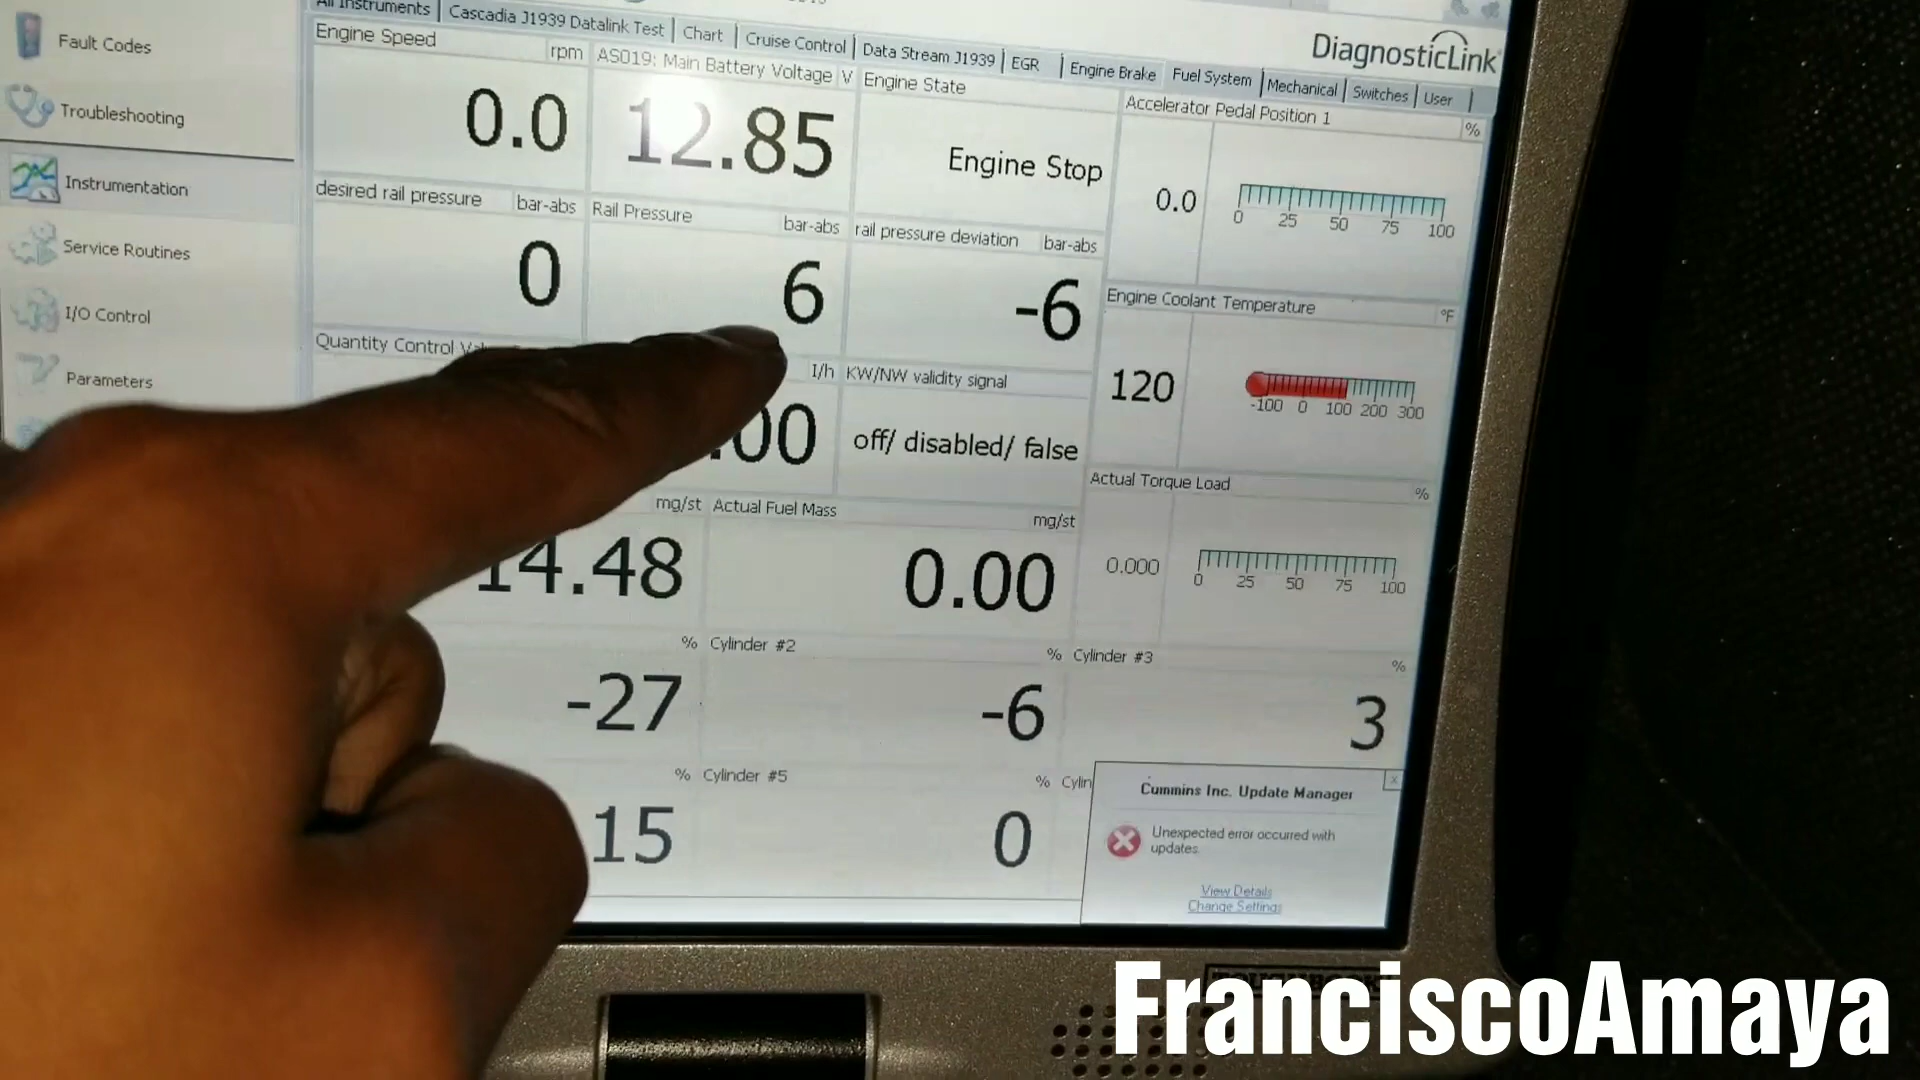 Fault Codes
Troubleshooting
Instrumentation
Service Routines
I/O Control
Parameters
All Instruments Cascadia J1939 Datalink Test Chart Cruise Control Data Stream J1939 EGR Engine Brake Fuel System Mechanical Switches User
DiagnosticLink
Engine Speed rpm
0.0
AS019: Main Battery Voltage V
12.85
Engine State
Engine Stop
Accelerator Pedal Position 1 %
0.0
0 25 50 75 100
desired rail pressure bar-abs
0
Rail Pressure bar-abs
6
rail pressure deviation bar-abs
-6
Engine Coolant Temperature °F
120
-100 0 100 200 300
Quantity Control
l/h
.00
KW/NW validity signal
off/ disabled/ false
Actual Torque Load %
0.000
0 25 50 75 100
mg/st
14.48
Actual Fuel Mass mg/st
0.00
%
-27
Cylinder #2 %
-6
Cylinder #3 %
3
%
15
Cylinder #5 %
0
Cylin
Cummins Inc. Update Manager
Unexpected error occurred with
updates.
View Details
Change Settings
TOUGHBOOK
FranciscoAmaya